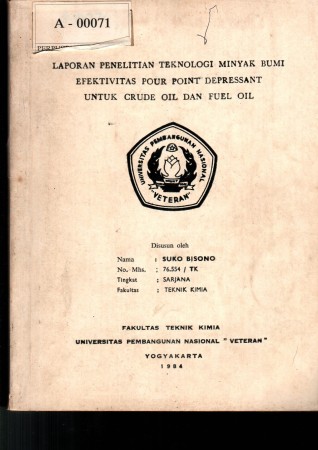 A - 00071
LAPORAN PENELITIAN TEKNOLOGI MINYAK BUMI
EFEKTIVITAS POUR POINT DEPRESSANT
UNTUK CRUDE OIL DAN FUEL OIL
UNIVERSITAS PEMBANGUNAN NASIONAL
"VETERAN"
Disusun oleh
Nama : SUKO BISONO
No. Mhs. : 76.554 / TK
Tingkat : SARJANA
Fakultas : TEKNIK KIMIA
FAKULTAS TEKNIK KIMIA
UNIVERSITAS PEMBANGUNAN NASIONAL "VETERAN"
YOGYAKARTA
1984